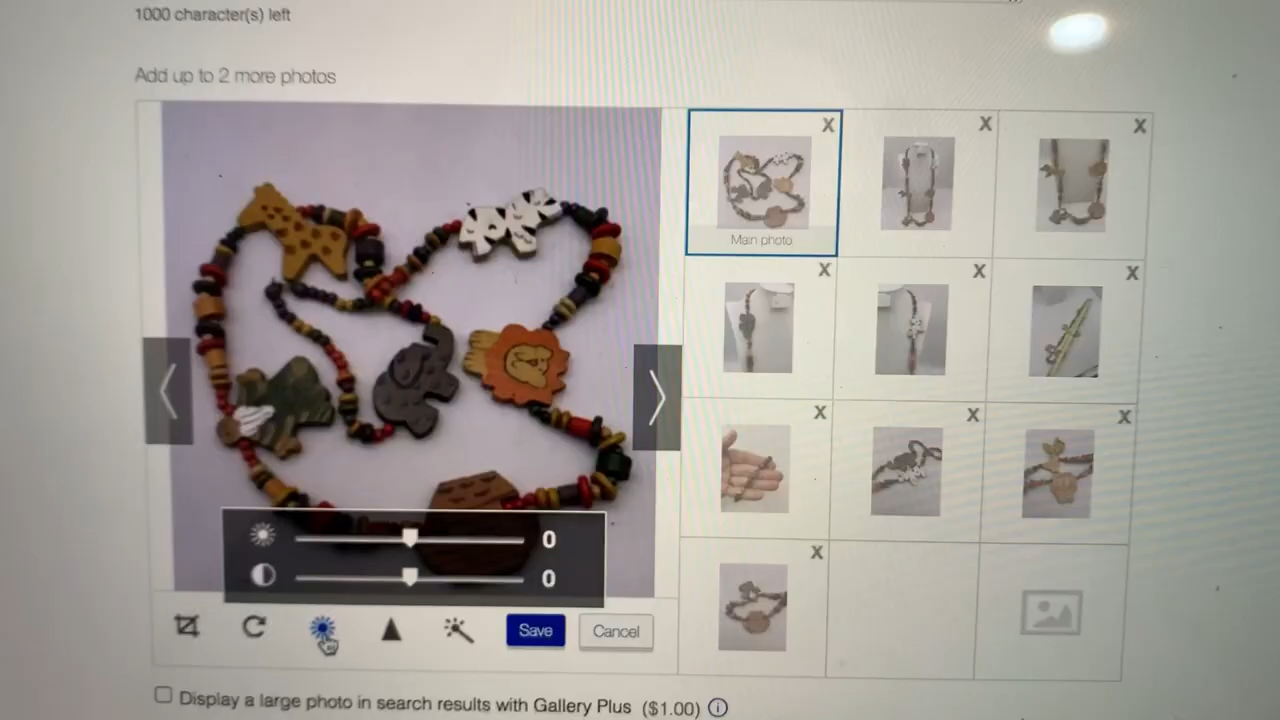 1000 character(s) left
Add up to 2 more photos
X
X
X
Main photo
X
X
X
X
X
X
X
0
0
Save
Cancel
Display a large photo in search results with Gallery Plus ($1.00)